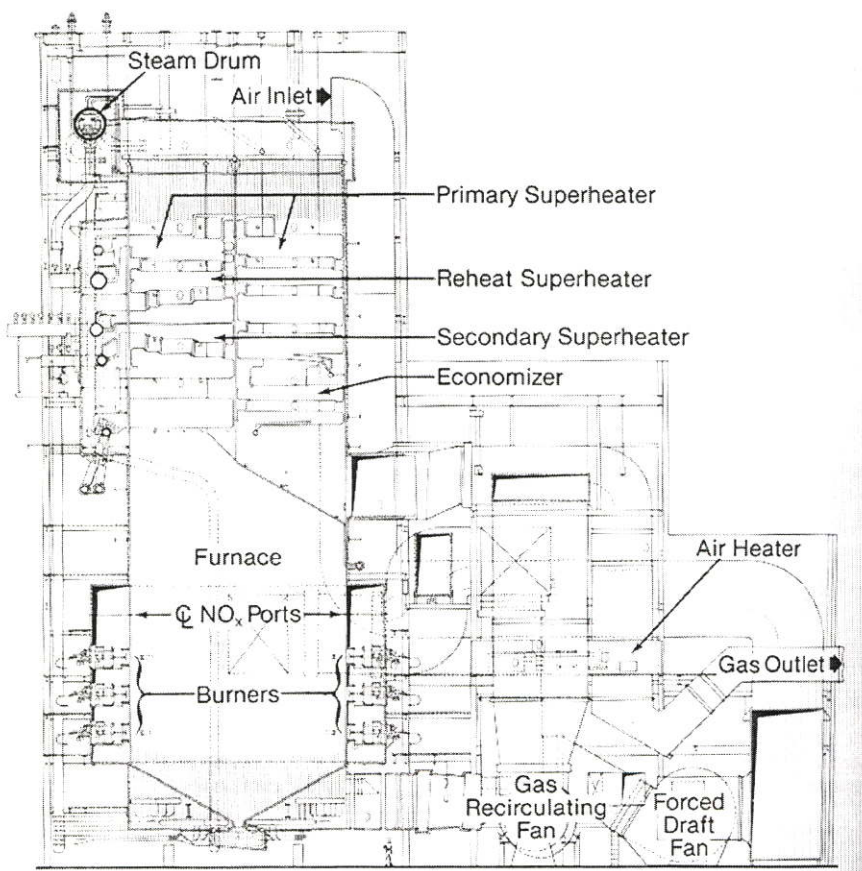 Steam Drum
Air Inlet
Primary Superheater
Reheat Superheater
Secondary Superheater
Economizer
Furnace
Air Heater
℄ NOx Ports
Gas Outlet
Burners
Gas
Recirculating
Fan
Forced
Draft
Fan